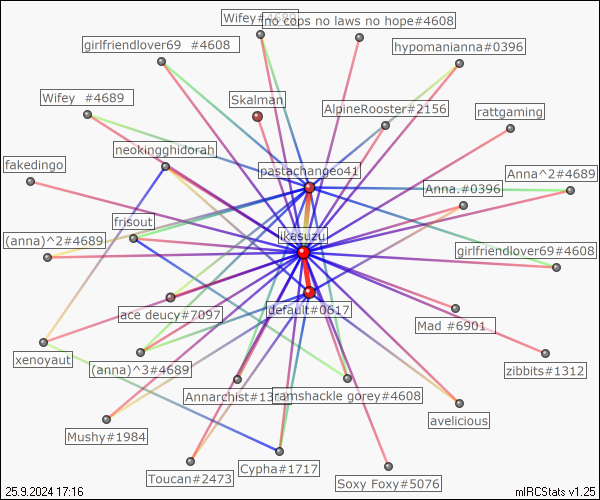 Wifey#4689
no cops no laws no hope#4608
girlfriendlover69 #4608
hypomanianna#0396
Wifey #4689
Skalman
AlpineRooster#2156
rattgaming
neokingghidorah
fakedingo
pastachangeo41
Anna^2#4689
Anna.#0396
frisout
ikasuzu
(anna)^2#4689
girlfriendlover69#4608
ace deucy#7097
default#0617
Mad #6901
xenoyaut
(anna)^3#4689
zibbits#1312
Annarchist#13
ramshackle gorey#4608
avelicious
Mushy#1984
Toucan#2473
Cypha#1717
Soxy Foxy#5076
25.9.2024 17:16
mIRCStats v1.25